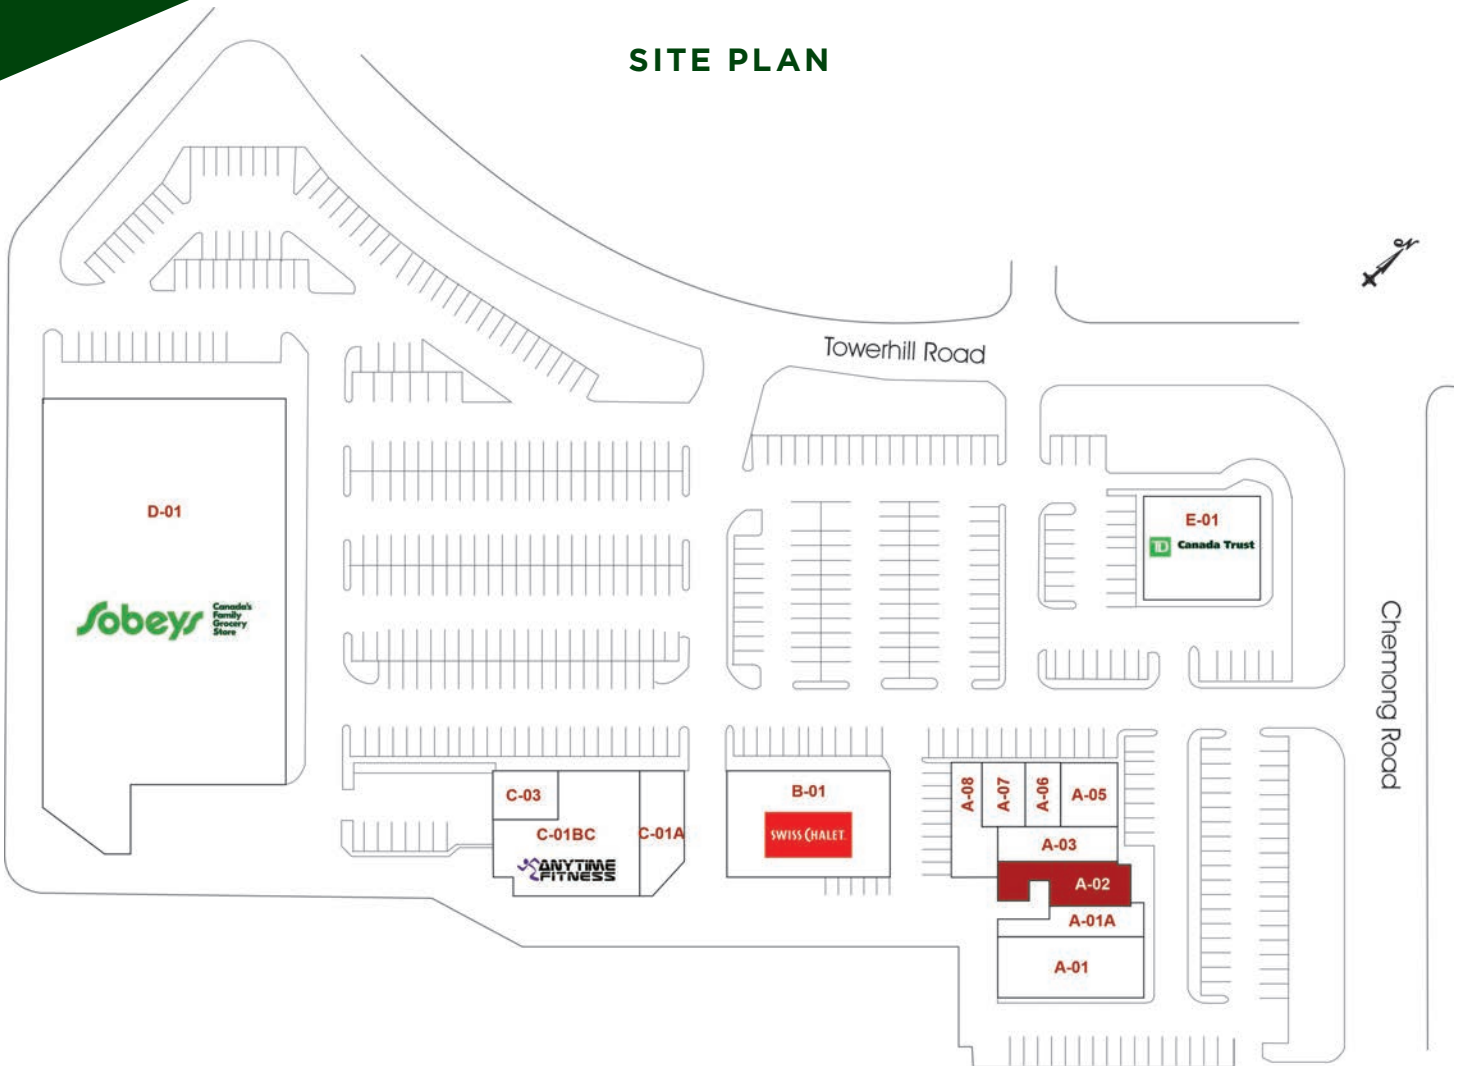 SITE PLAN
N
Towerhill Road
D-01
E-01
TD Canada Trust
Sobeys
Canada's
Family
Grocery
Store
Chemong Road
C-03
C-01BC
C-01A
ANYTIME
FITNESS
B-01
SWISS CHALET
A-08
A-07
A-06
A-05
A-03
A-02
A-01A
A-01